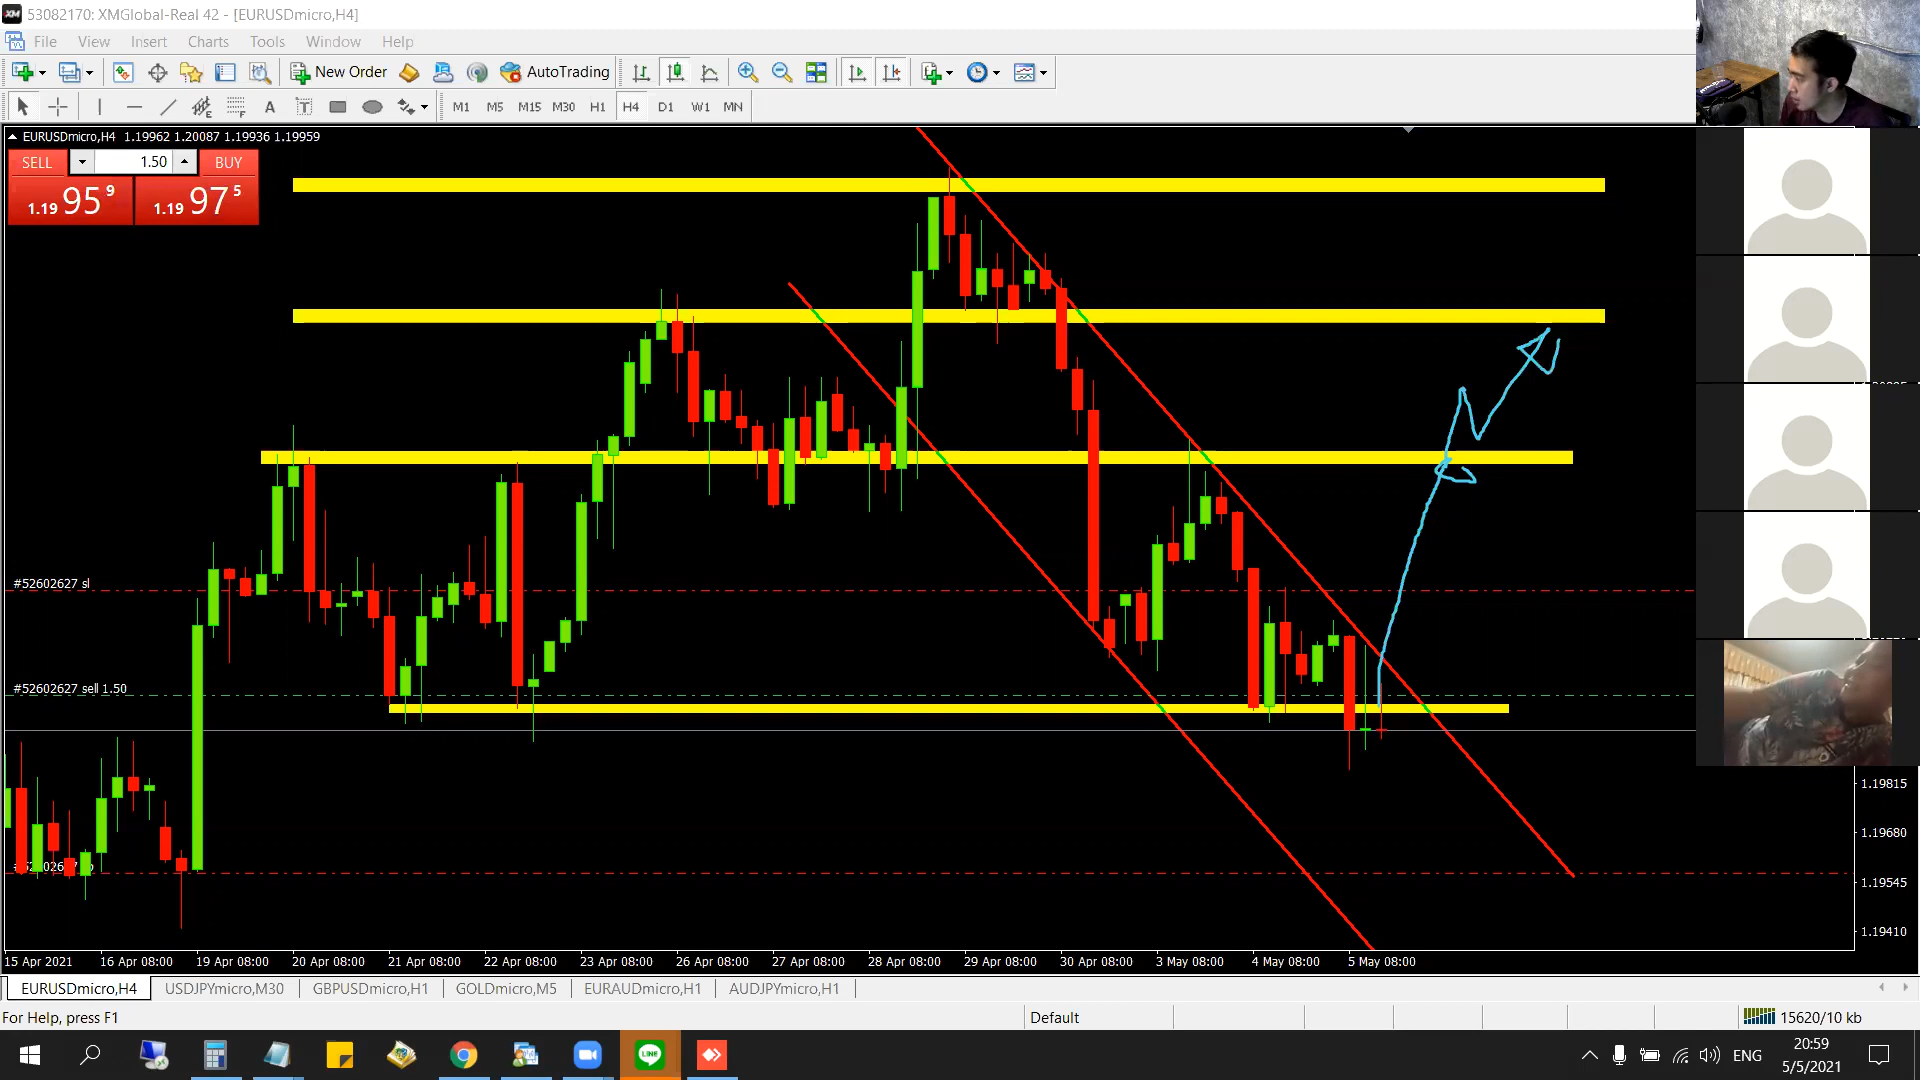 53082170: XMGlobal-Real 42 - [EURUSDmicro,H4]
File View Insert Charts Tools Window Help
New Order AutoTrading
A T M1 M5 M15 M30 H1 H4 D1 W1 MN
EURUSDmicro,H4 1.19962 1.20087 1.19936 1.19959
SELL 1.50 BUY
1.19 95 9 1.19 97 5
#52602627 sl
#52602627 sell 1.50
1.19815
1.19680
1.19545
1.19410
15 Apr 2021 16 Apr 08:00 19 Apr 08:00 20 Apr 08:00 21 Apr 08:00 22 Apr 08:00 23 Apr 08:00 26 Apr 08:00 27 Apr 08:00 28 Apr 08:00 29 Apr 08:00 30 Apr 08:00 3 May 08:00 4 May 08:00 5 May 08:00
EURUSDmicro,H4 USDJPYmicro,M30 GBPUSDmicro,H1 GOLDmicro,M5 EURAUDmicro,H1 AUDJPYmicro,H1
For Help, press F1 Default 15620/10 kb
LINE ENG 20:59
5/5/2021